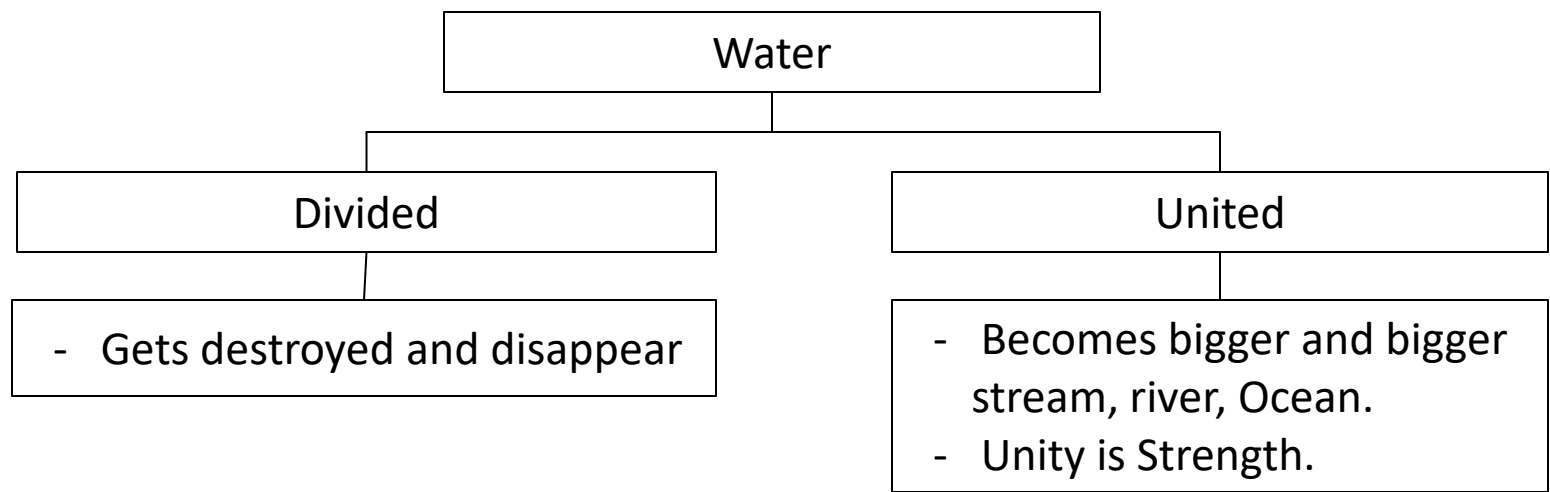 Water
Divided
United
- Gets destroyed and disappear
- Becomes bigger and bigger
stream, river, Ocean.
- Unity is Strength.